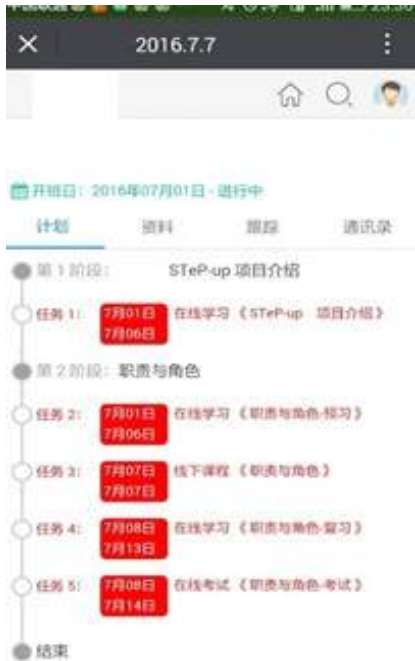 2016.7.7
开班日：2016年07月01日 - 进行中
计划 资料 跟踪 通讯录
第 1 阶段： STeP-up 项目介绍
任务 1： 7月01日 在线学习《 STeP-up 项目介绍 》
7月06日
第 2 阶段：职责与角色
任务 2： 7月01日 在线学习《 职责与角色-预习 》
7月06日
任务 3： 7月07日 线下课程《 职责与角色 》
7月07日
任务 4： 7月08日 在线学习《 职责与角色-复习 》
7月13日
任务 5： 7月08日 在线考试《 职责与角色-考试 》
7月14日
结束